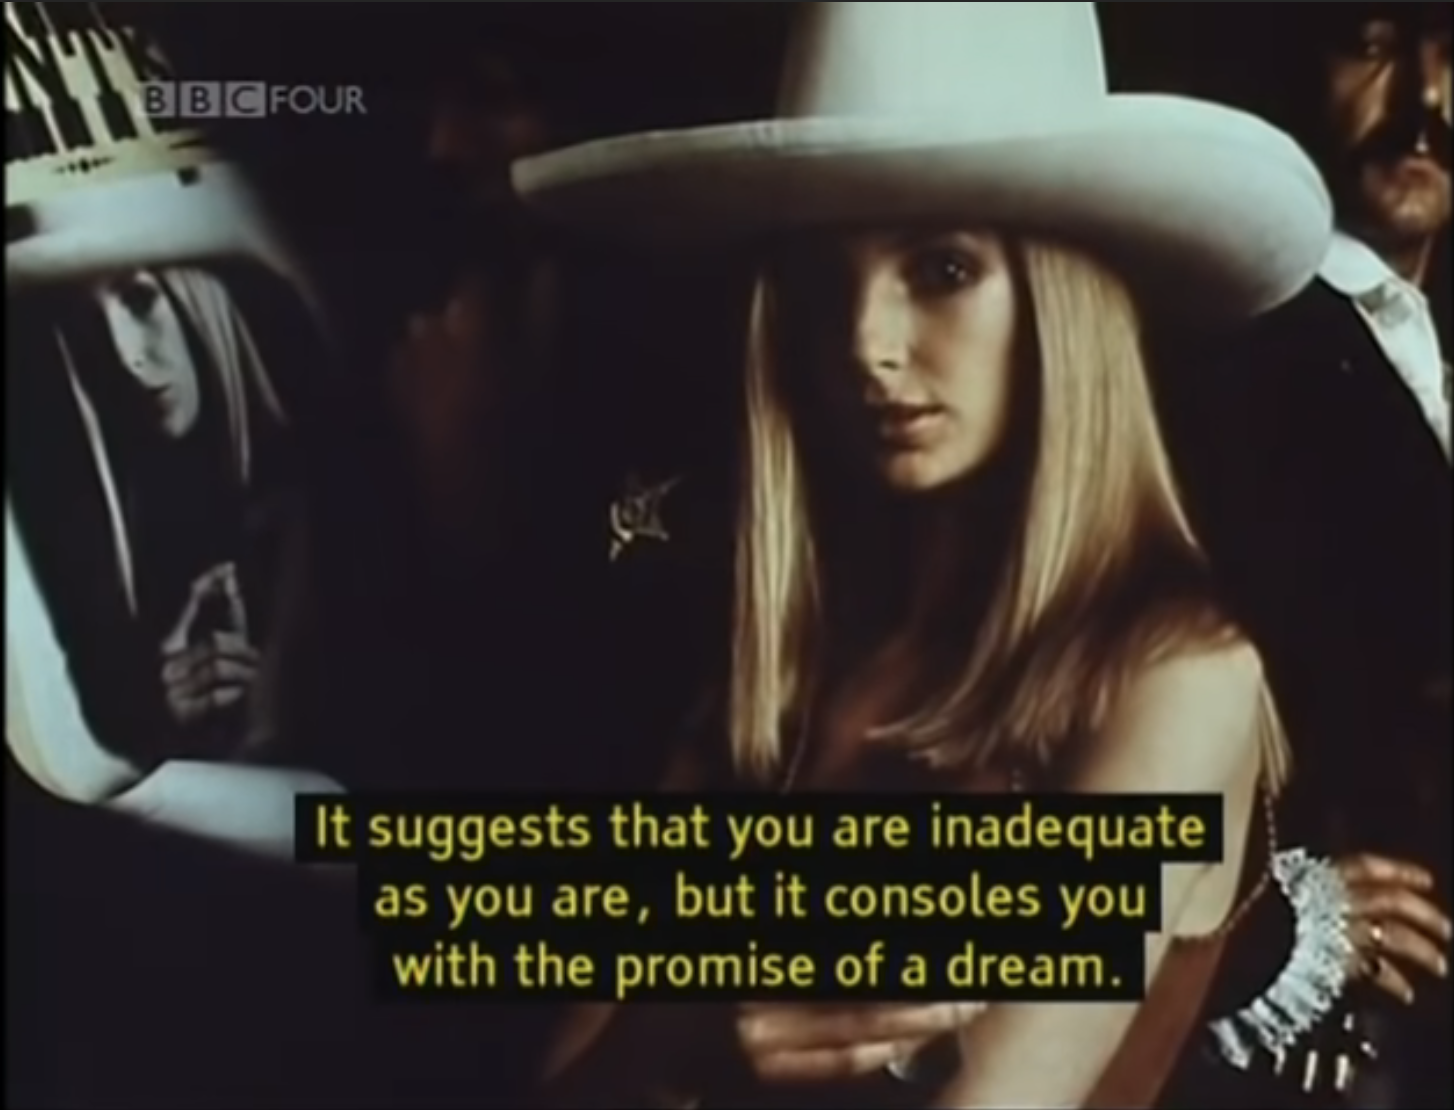 BBC FOUR
It suggests that you are inadequate
as you are, but it consoles you
with the promise of a dream.